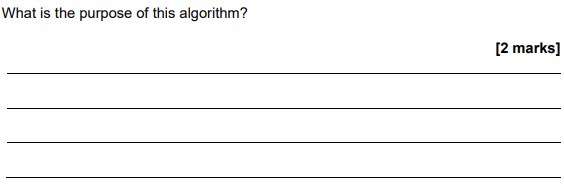 What is the purpose of this algorithm?
[2 marks]